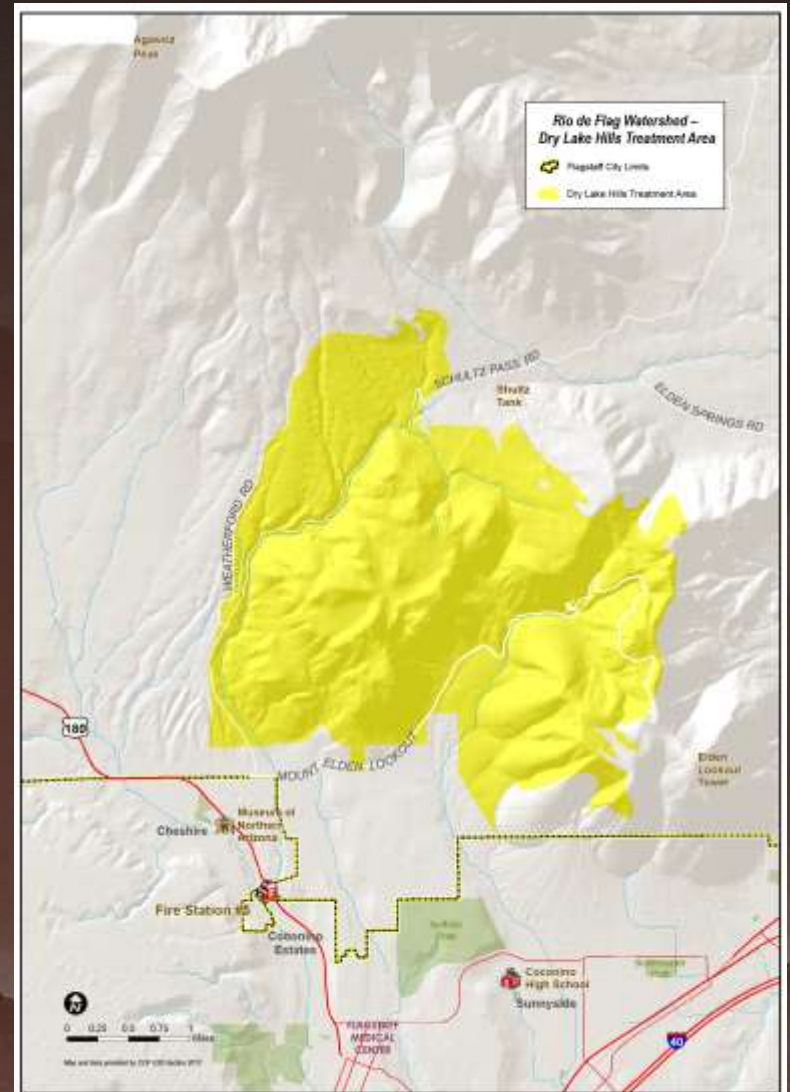 Agassiz
Peak
Rio de Flag Watershed –
Dry Lake Hills Treatment Area
Flagstaff City Limits
Dry Lake Hills Treatment Area
SCHULTZ PASS RD
Shultz
Tank
ELDEN SPRINGS RD
WEATHERFORD RD
180
MOUNT ELDEN LOOKOUT
Elden
Lookout
Tower
Museum of
Northern
Arizona
Cheshire
Fire Station #5
Coconino
Estates
Coconino
High School
Sunnyside
FLAGSTAFF
MEDICAL
CENTER
40
N
0 0.25 0.5 0.75 1
Miles